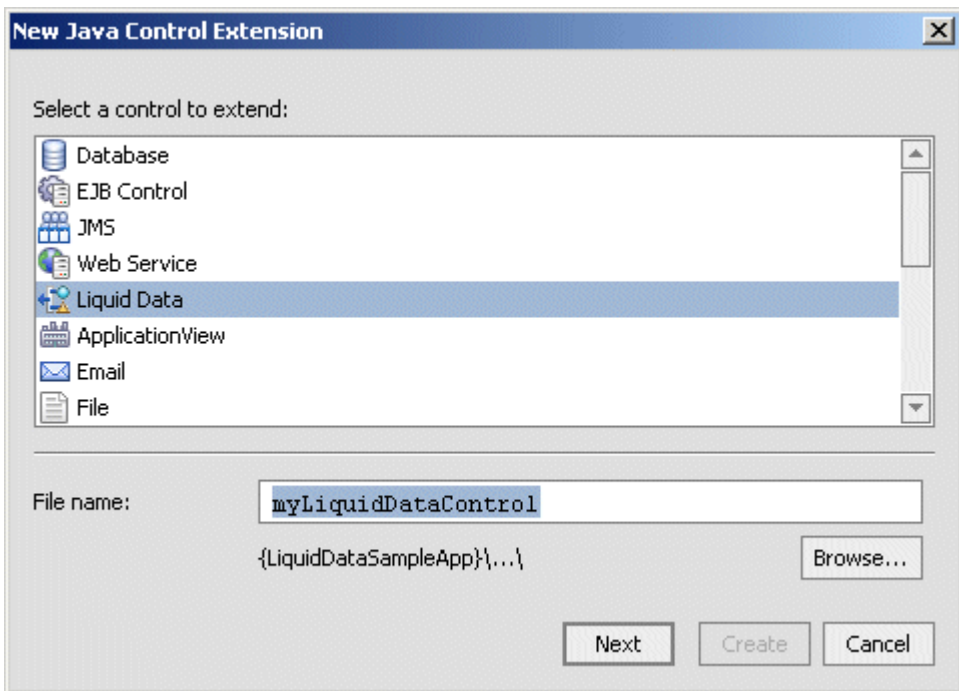 New Java Control Extension
Select a control to extend:
Database
EJB Control
JMS
Web Service
Liquid Data
ApplicationView
Email
File
File name:
myLiquidDataControl
{LiquidDataSampleApp}\...\
Browse...
Next
Create
Cancel